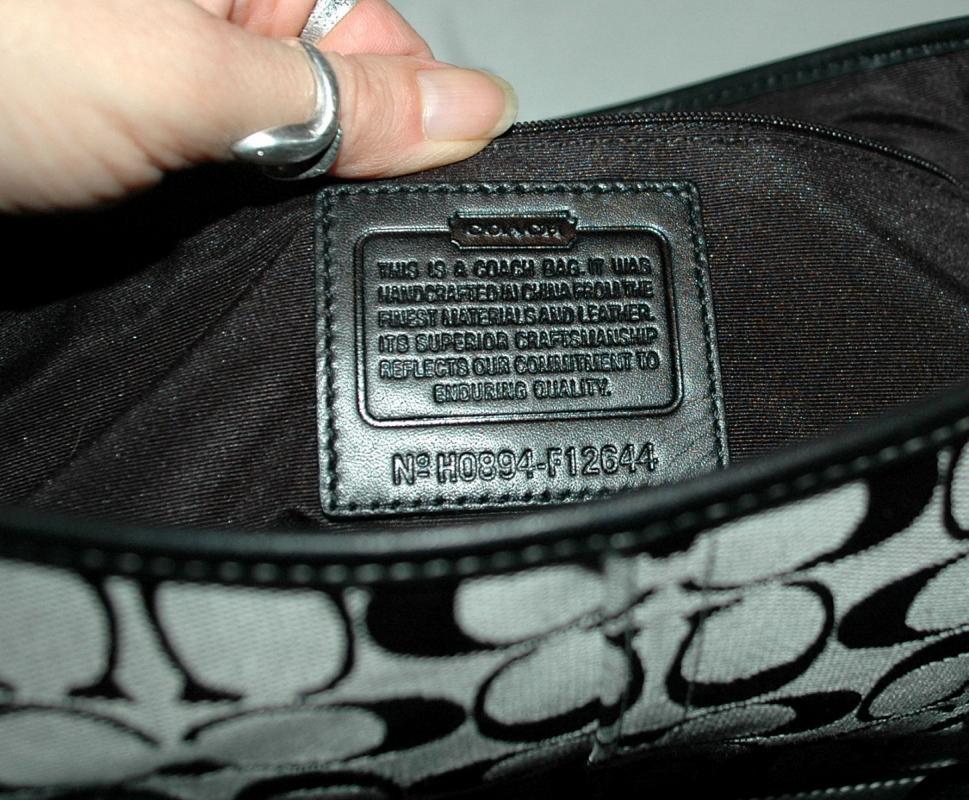 COACH
THIS IS A COACH BAG. IT WAS
HANDCRAFTED IN CHINA FROM THE
FINEST MATERIALS AND LEATHER.
ITS SUPERIOR CRAFTSMANSHIP
REFLECTS OUR COMMITMENT TO
ENDURING QUALITY.
Nº H0894-F12644